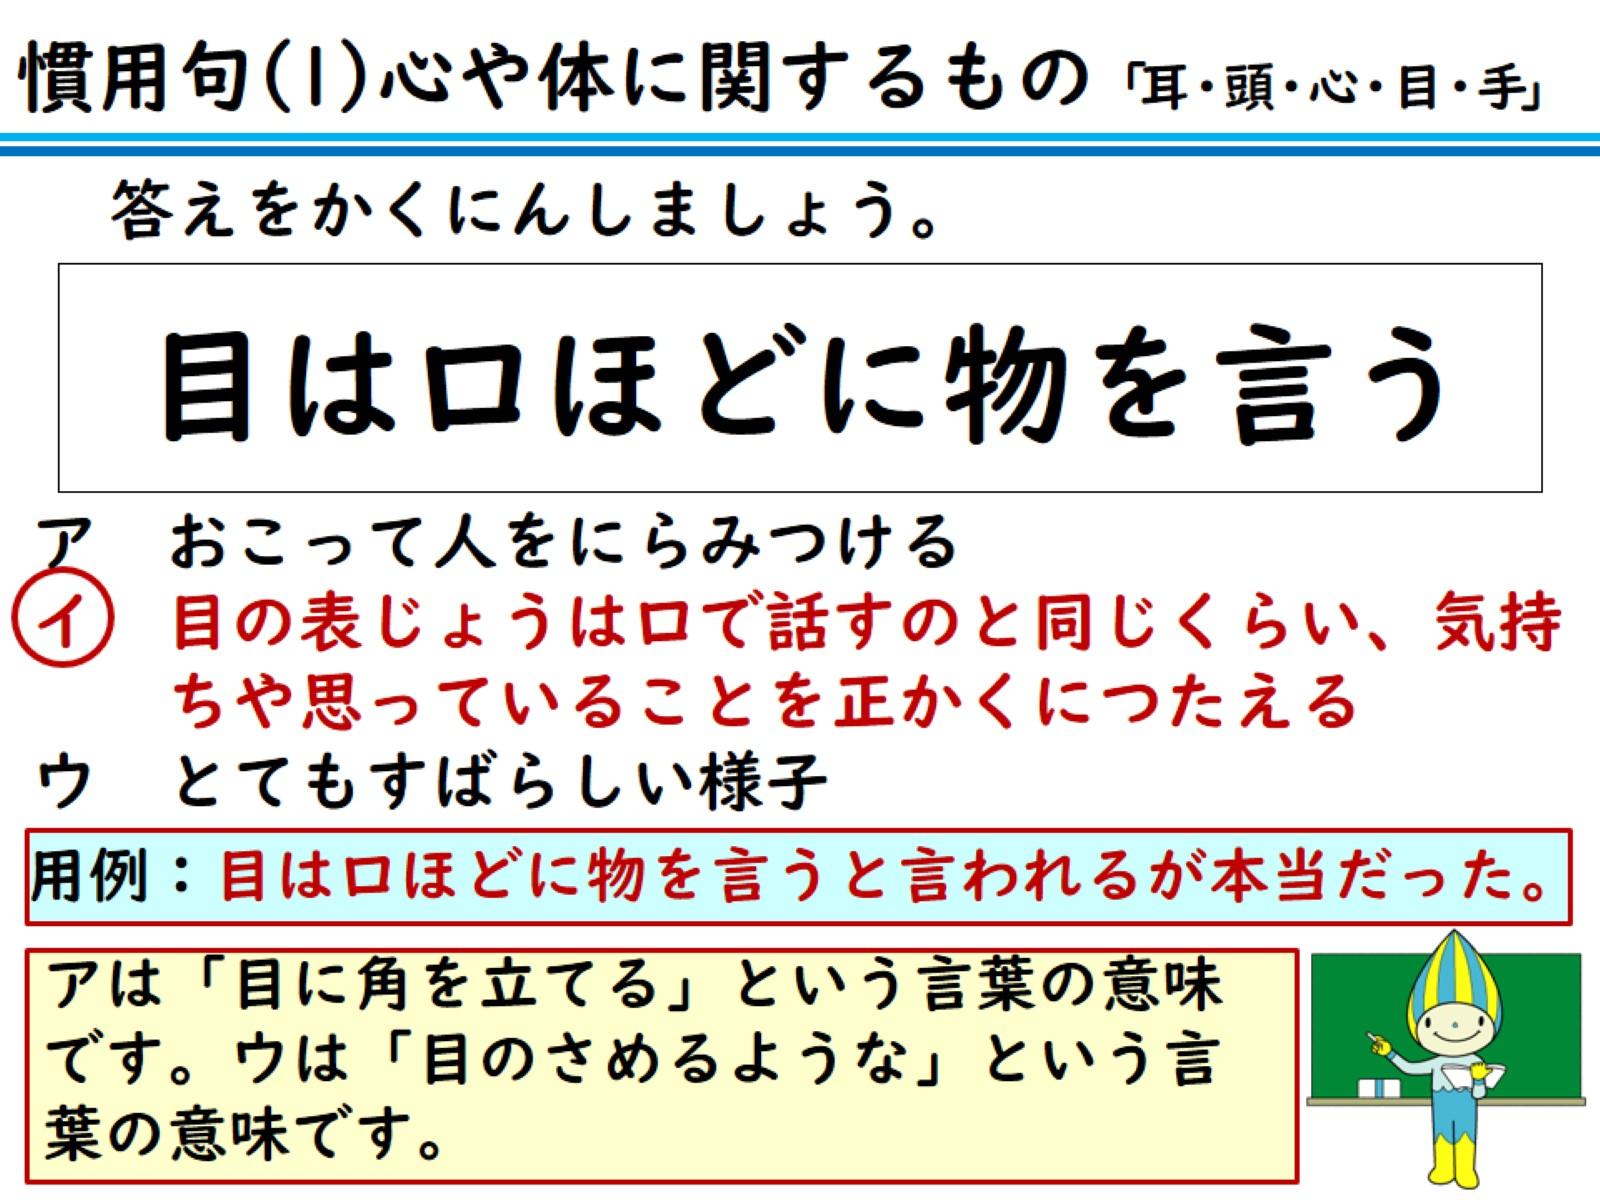 慣用句(1)心や体に関するもの「耳・頭・心・目・手」
答えをかくにんしましょう。
目は口ほどに物を言う
ア　おこって人をにらみつける
イ　目の表じょうは口で話すのと同じくらい、気持
ちや思っていることを正かくにつたえる
ウ　とてもすばらしい様子
用例：目は口ほどに物を言うと言われるが本当だった。
アは「目に角を立てる」という言葉の意味
です。ウは「目のさめるような」という言
葉の意味です。